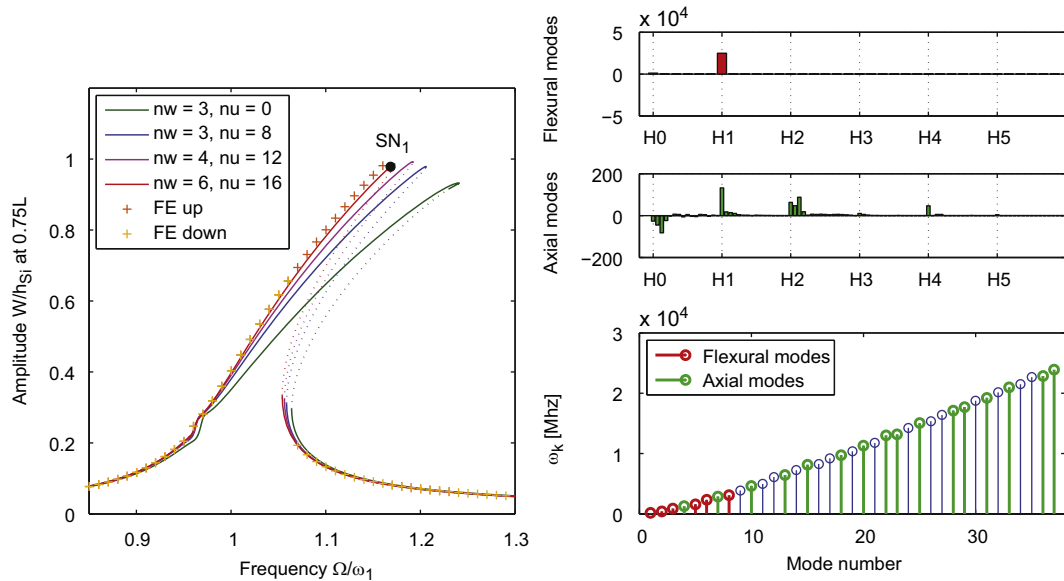 Amplitude W/hSi at 0.75L
1
0.8
0.6
0.4
0.2
0
nw = 3, nu = 0
nw = 3, nu = 8
nw = 4, nu = 12
nw = 6, nu = 16
FE up
FE down
SN1
0.9
1
1.1
1.2
1.3
Frequency Ω/ω1
x 10^4
Flexural modes
5
0
−5
H0
H1
H2
H3
H4
H5
Axial modes
200
0
−200
H0
H1
H2
H3
H4
H5
x 10^4
ωk [Mhz]
3
2
1
0
Flexural modes
Axial modes
0
10
20
30
Mode number